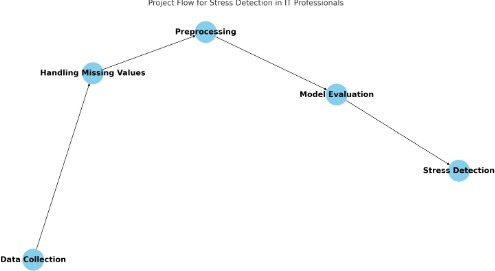 Project Flow for Stress Detection in IT Professionals
Preprocessing
Handling Missing Values
Model Evaluation
Stress Detection
Data Collection